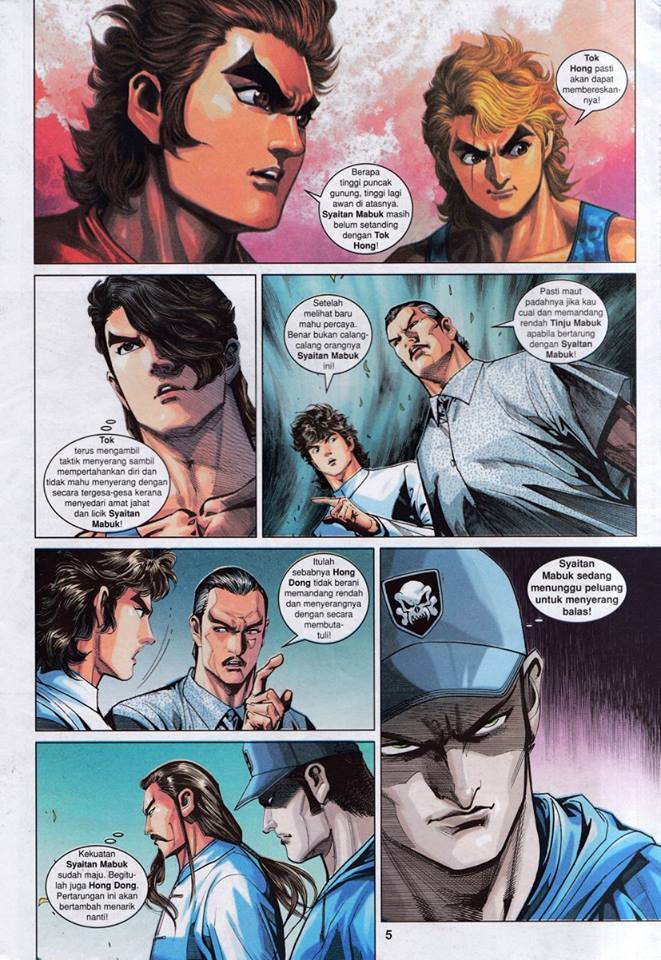 Tok
Hong pasti
akan dapat
membereskan-
nya!
Berapa
tinggi puncak
gunung, tinggi lagi
awan di atasnya.
Syaitan Mabuk masih
belum setanding
dengan Tok
Hong!
Tok
terus mengambil
taktik menyerang sambil
mempertahankan diri dan
tidak mahu menyerang dengan
secara tergesa-gesa kerana
menyedari amat jahat
dan licik Syaitan
Mabuk!
Setelah
melihat baru
mahu percaya.
Benar bukan calang-
calang orangnya
Syaitan Mabuk
ini!
Pasti maut
padahnya jika kau
cuai dan memandang
rendah Tinju Mabuk
apabila bertarung
dengan Syaitan
Mabuk!
Itulah
sebabnya Hong
Dong tidak berani
memandang rendah
dan menyerangnya
dengan secara
membuta-
tuli!
Syaitan
Mabuk sedang
menunggu peluang
untuk menyerang
balas!
Kekuatan
Syaitan Mabuk
sudah maju. Begitu-
lah juga Hong Dong.
Pertarungan ini akan
bertambah menarik
nanti!
5